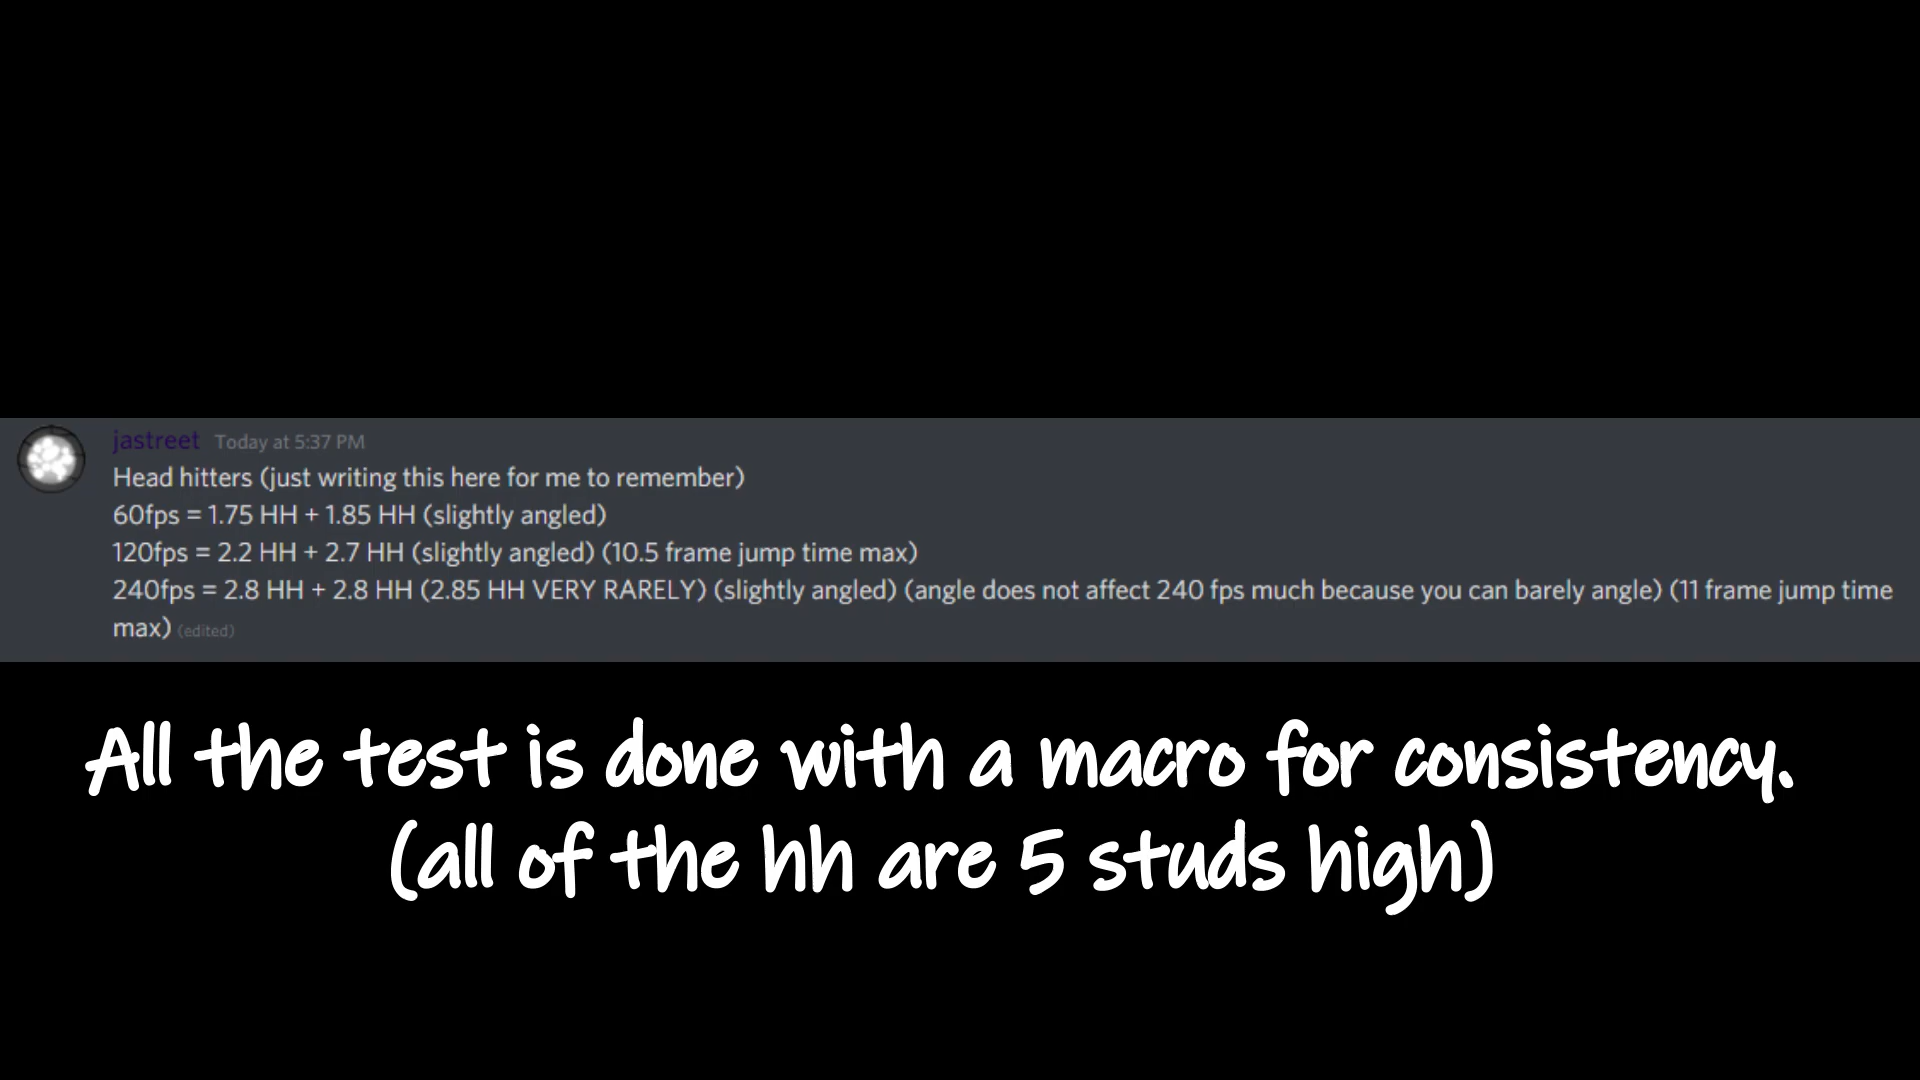 jastreet Today at 5:37 PM
Head hitters (just writing this here for me to remember)
60fps = 1.75 HH + 1.85 HH (slightly angled)
120fps = 2.2 HH + 2.7 HH (slightly angled) (10.5 frame jump time max)
240fps = 2.8 HH + 2.8 HH (2.85 HH VERY RARELY) (slightly angled) (angle does not affect 240 fps much because you can barely angle) (11 frame jump time
max) (edited)
All the test is done with a macro for consistency.
(all of the hh are 5 studs high)